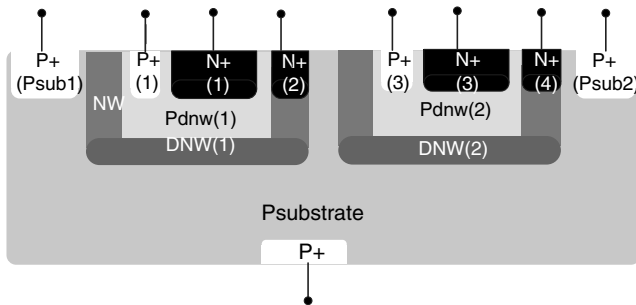 P+
(Psub1)
NW
P+
(1)
N+
(1)
N+
(2)
Pdnw(1)
DNW(1)
P+
(3)
N+
(3)
N+
(4)
Pdnw(2)
DNW(2)
P+
(Psub2)
Psubstrate
P+